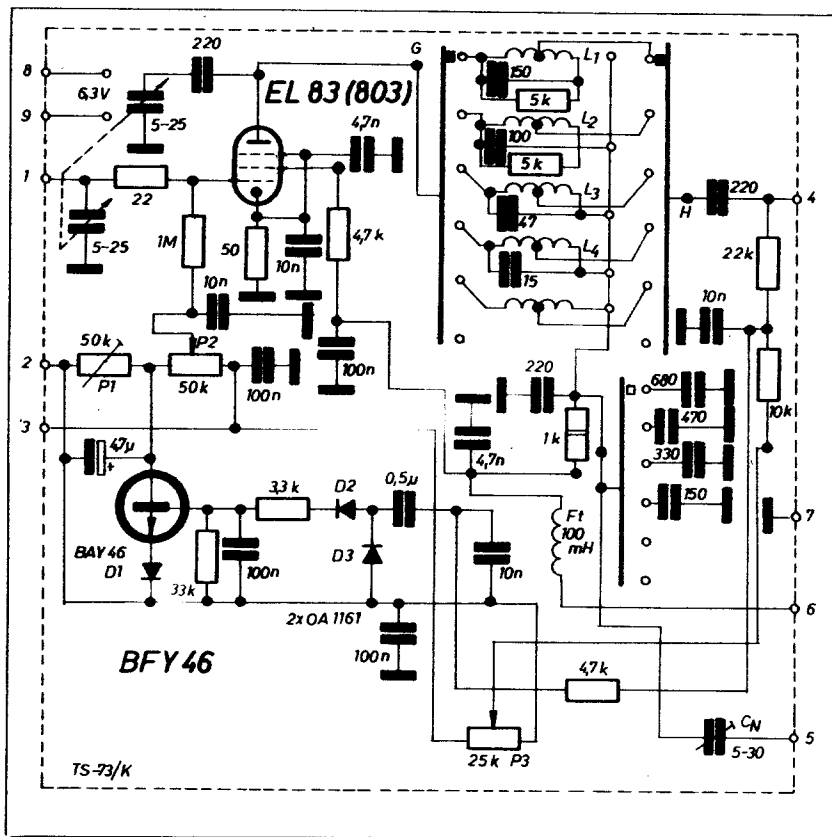 220
G
L1
8
6,3V
EL 83 (803)
150
5k
9
5-25
4,7n
L2
100
5k
1
22
L3
220
4
47
H
5-25
1M
50
10n
4,7k
L4
22k
15
10n
10n
50k
P2
2
P1
50k
100n
100n
220
680
10k
3
470
1k
47µ
+
4,7n
330
3,3k
D2
0,5µ
150
Ft
100
mH
7
BAY 46
D1
D3
33k
100n
10n
2x OA 1161
6
100n
BFY 46
4,7k
CN
5
5-30
25k P3
TS-73/K